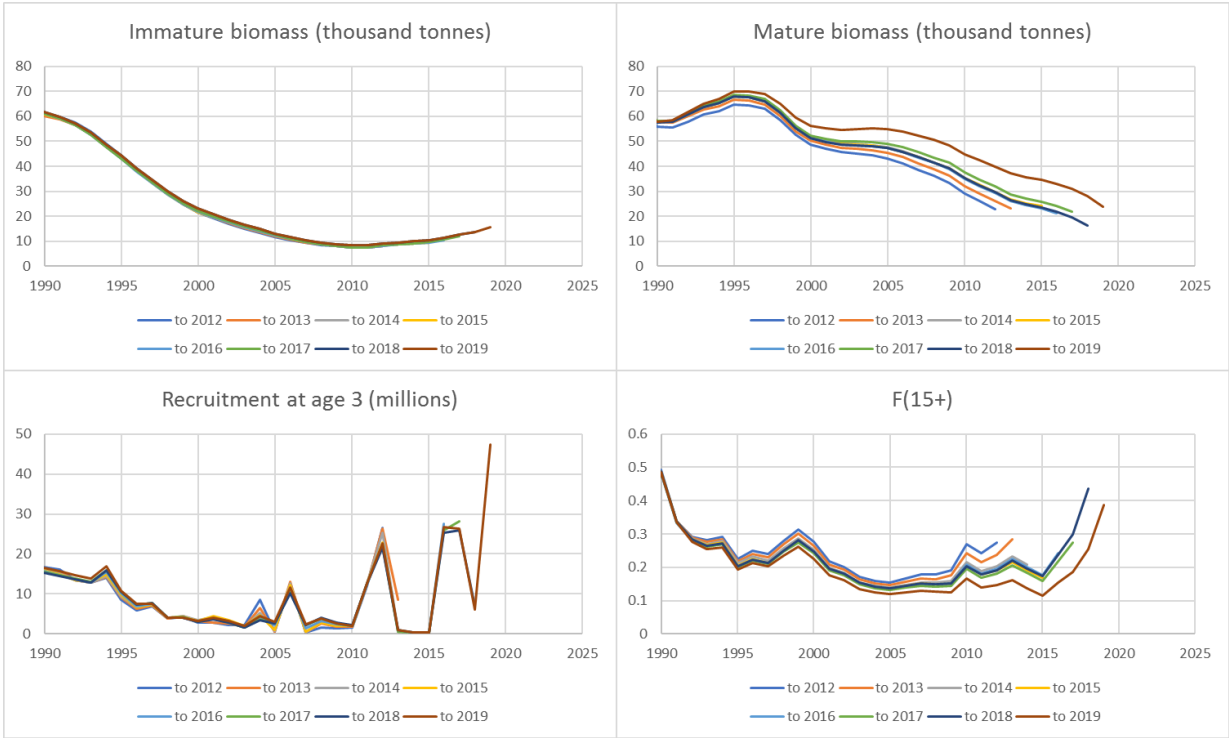 Immature biomass (thousand tonnes)
80
70
60
50
40
30
20
10
0
1990 1995 2000 2005 2010 2015 2020 2025
to 2012 to 2013 to 2014 to 2015
to 2016 to 2017 to 2018 to 2019
Mature biomass (thousand tonnes)
80
70
60
50
40
30
20
10
0
1990 1995 2000 2005 2010 2015 2020 2025
to 2012 to 2013 to 2014 to 2015
to 2016 to 2017 to 2018 to 2019
Recruitment at age 3 (millions)
50
40
30
20
10
0
1990 1995 2000 2005 2010 2015 2020 2025
to 2012 to 2013 to 2014 to 2015
to 2016 to 2017 to 2018 to 2019
F(15+)
0.6
0.5
0.4
0.3
0.2
0.1
0
1990 1995 2000 2005 2010 2015 2020 2025
to 2012 to 2013 to 2014 to 2015
to 2016 to 2017 to 2018 to 2019